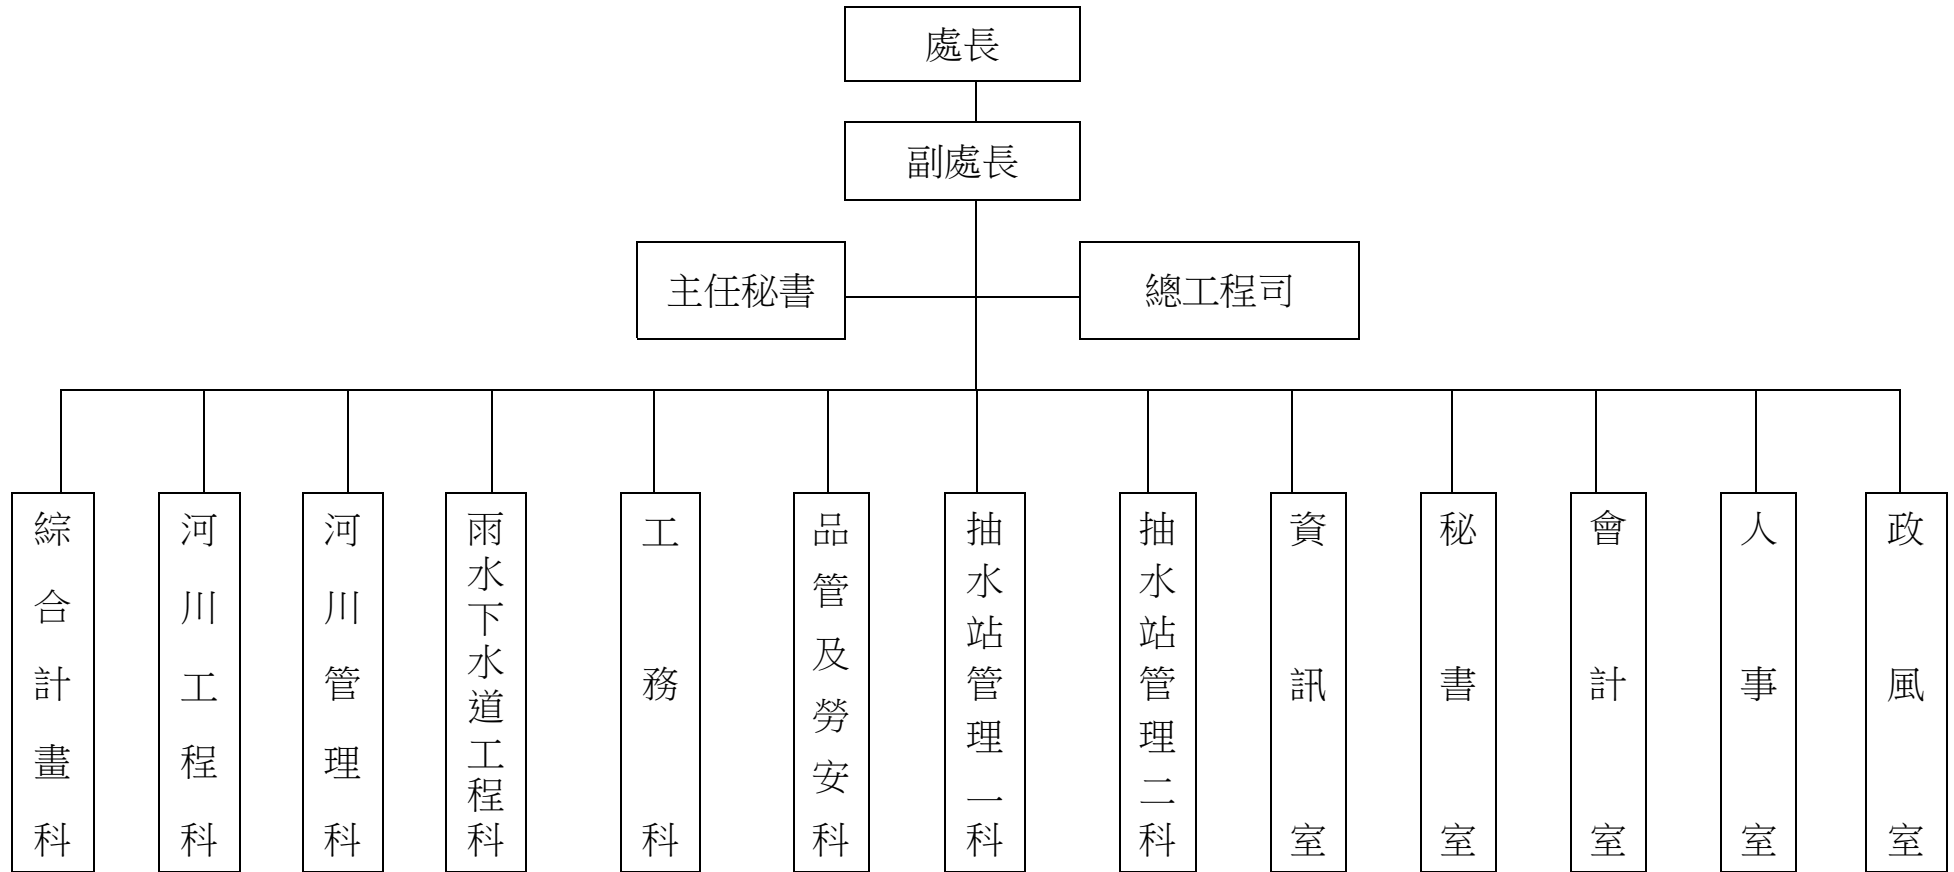 處長
副處長
主任秘書
總工程司
綜合計畫科
河川工程科
河川管理科
雨水下水道工程科
工務科
品管及勞安科
抽水站管理一科
抽水站管理二科
資訊室
秘書室
會計室
人事室
政風室